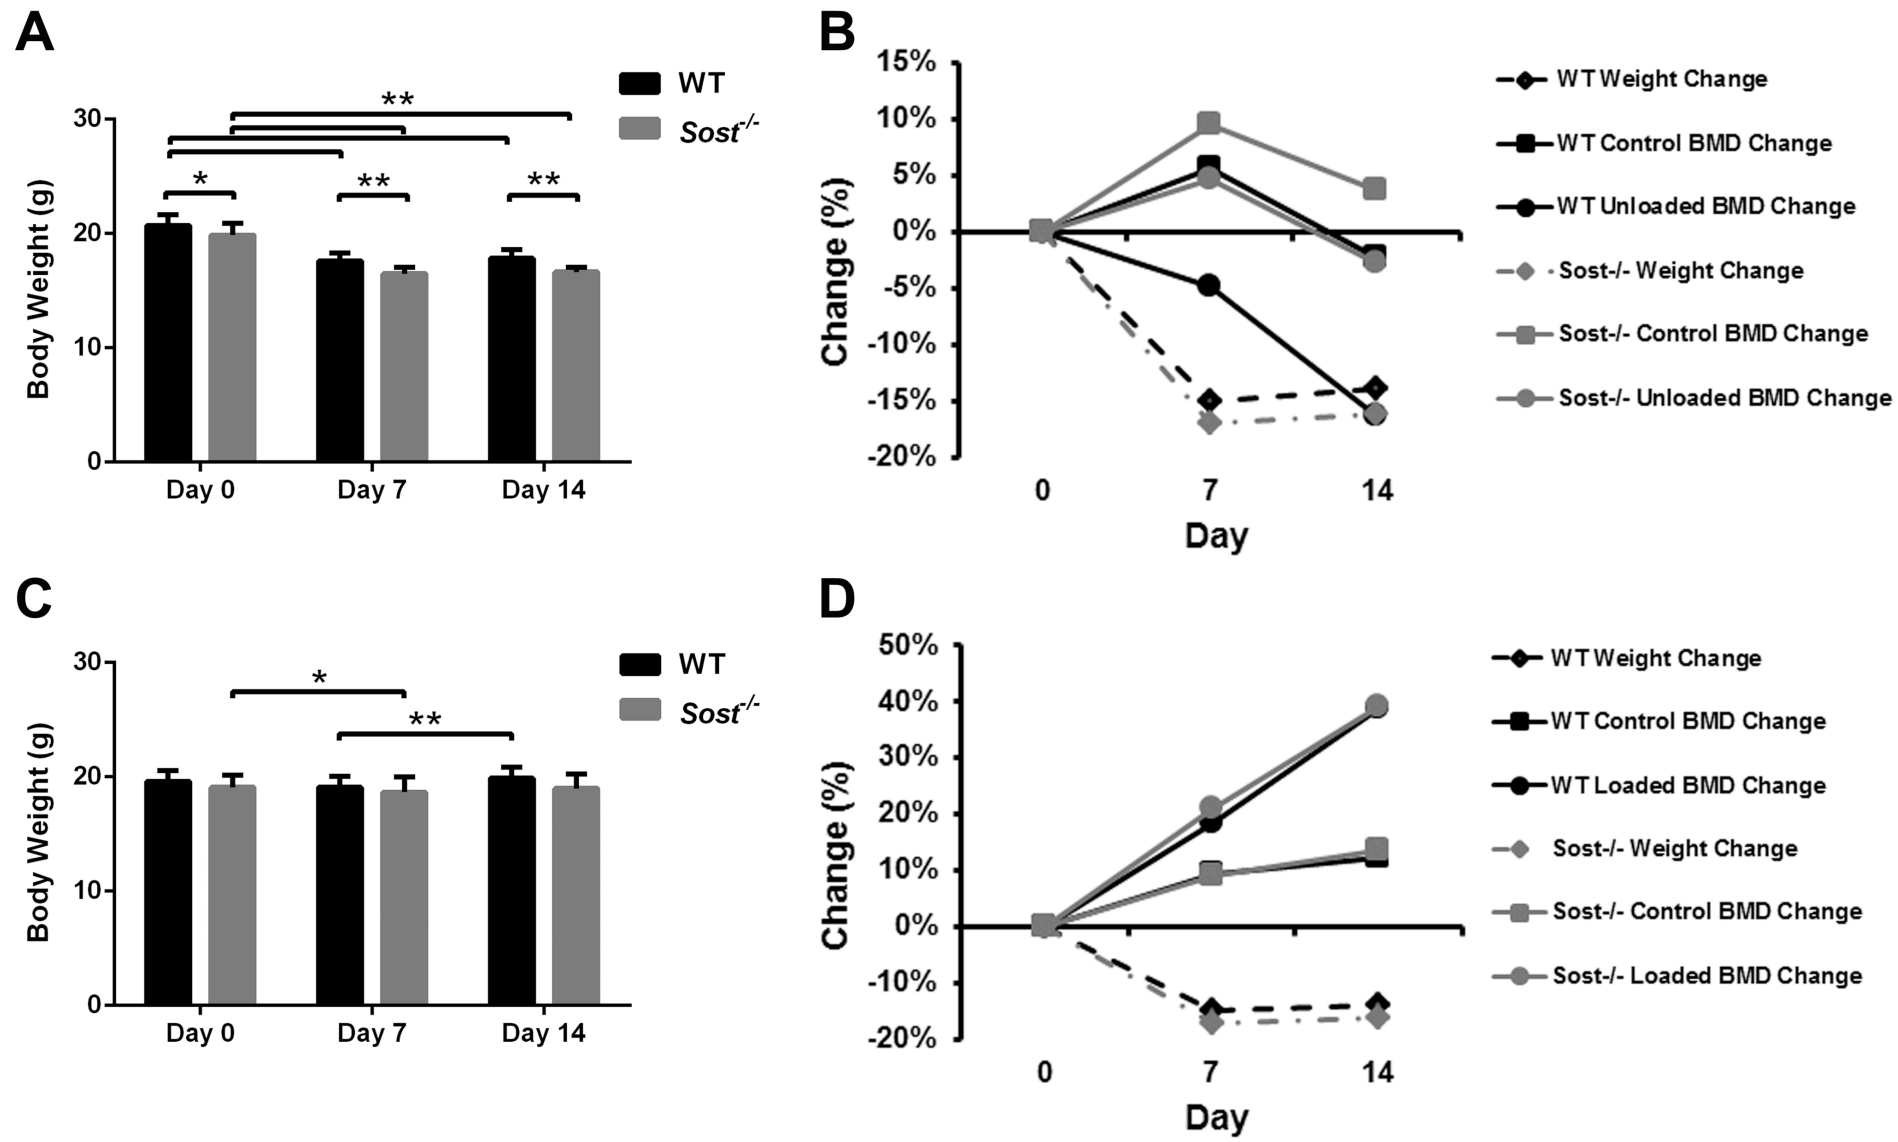 A
WT
Sost-/-
**
*
**
**
30
20
10
0
Body Weight (g)
Day 0
Day 7
Day 14
B
15%
10%
5%
0%
-5%
-10%
-15%
-20%
Change (%)
0
7
14
Day
WT Weight Change
WT Control BMD Change
WT Unloaded BMD Change
Sost-/- Weight Change
Sost-/- Control BMD Change
Sost-/- Unloaded BMD Change
C
WT
Sost-/-
*
**
30
20
10
0
Body Weight (g)
Day 0
Day 7
Day 14
D
50%
40%
30%
20%
10%
0%
-10%
-20%
Change (%)
0
7
14
Day
WT Weight Change
WT Control BMD Change
WT Loaded BMD Change
Sost-/- Weight Change
Sost-/- Control BMD Change
Sost-/- Loaded BMD Change